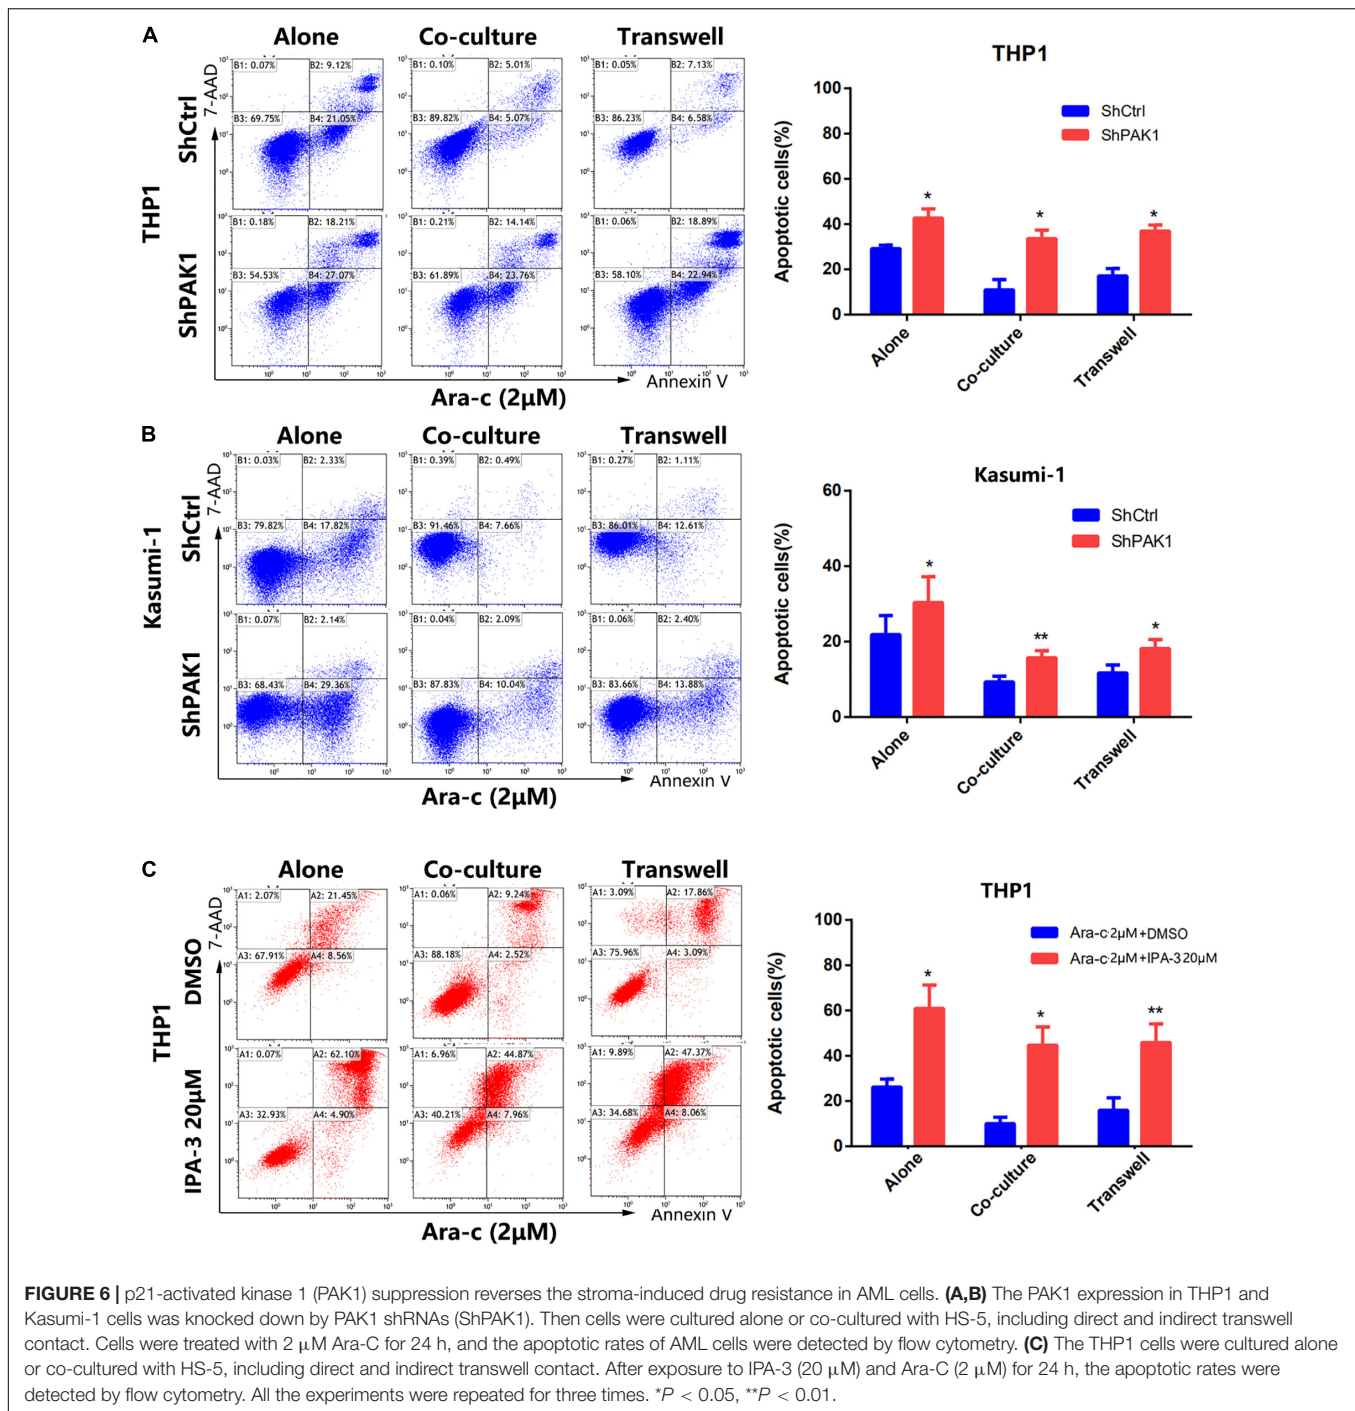 A
Alone Co-culture Transwell
THP1
ShCtrl
7-AAD
B1: 0.07% B2: 9.12%
B3: 69.75% B4: 21.05%
B1: 0.10% B2: 5.01%
B3: 89.82% B4: 5.07%
B1: 0.05% B2: 7.13%
B3: 86.23% B4: 6.58%
ShPAK1
B1: 0.18% B2: 18.21%
B3: 54.53% B4: 27.07%
B1: 0.21% B2: 14.14%
B3: 61.89% B4: 23.76%
B1: 0.06% B2: 18.89%
B3: 58.10% B4: 22.94%
Annexin V
Ara-c (2μM)
THP1
Apoptotic cells(%)
100
80
60
40
20
0
ShCtrl
ShPAK1
* * *
Alone Co-culture Transwell
B
Alone Co-culture Transwell
Kasumi-1
ShCtrl
7-AAD
B1: 0.03% B2: 2.33%
B3: 79.82% B4: 17.82%
B1: 0.39% B2: 0.49%
B3: 91.46% B4: 7.66%
B1: 0.27% B2: 1.11%
B3: 86.01% B4: 12.61%
ShPAK1
B1: 0.07% B2: 2.14%
B3: 68.43% B4: 29.36%
B1: 0.04% B2: 2.09%
B3: 87.83% B4: 10.04%
B1: 0.06% B2: 2.40%
B3: 83.66% B4: 13.88%
Annexin V
Ara-c (2μM)
Kasumi-1
Apoptotic cells(%)
60
40
20
0
ShCtrl
ShPAK1
* ** *
Alone Co-culture Transwell
C
Alone Co-culture Transwell
THP1
DMSO
7-AAD
A1: 2.07% A2: 21.45%
A3: 67.91% A4: 8.56%
A1: 0.06% A2: 9.24%
A3: 88.18% A4: 2.52%
A1: 3.09% A2: 17.86%
A3: 75.96% A4: 3.09%
IPA-3 20μM
A1: 0.07% A2: 62.10%
A3: 32.93% A4: 4.90%
A1: 6.96% A2: 44.87%
A3: 40.21% A4: 7.96%
A1: 9.89% A2: 47.37%
A3: 34.68% A4: 8.06%
Annexin V
Ara-c (2μM)
THP1
Apoptotic cells(%)
100
80
60
40
20
0
Ara-c 2μM+DMSO
Ara-c 2μM+IPA-3 20μM
* * **
Alone Co-culture Transwell
FIGURE 6 | p21-activated kinase 1 (PAK1) suppression reverses the stroma-induced drug resistance in AML cells. (A,B) The PAK1 expression in THP1 and
Kasumi-1 cells was knocked down by PAK1 shRNAs (ShPAK1). Then cells were cultured alone or co-cultured with HS-5, including direct and indirect transwell
contact. Cells were treated with 2 μM Ara-C for 24 h, and the apoptotic rates of AML cells were detected by flow cytometry. (C) The THP1 cells were cultured alone
or co-cultured with HS-5, including direct and indirect transwell contact. After exposure to IPA-3 (20 μM) and Ara-C (2 μM) for 24 h, the apoptotic rates were
detected by flow cytometry. All the experiments were repeated for three times. *P < 0.05, **P < 0.01.